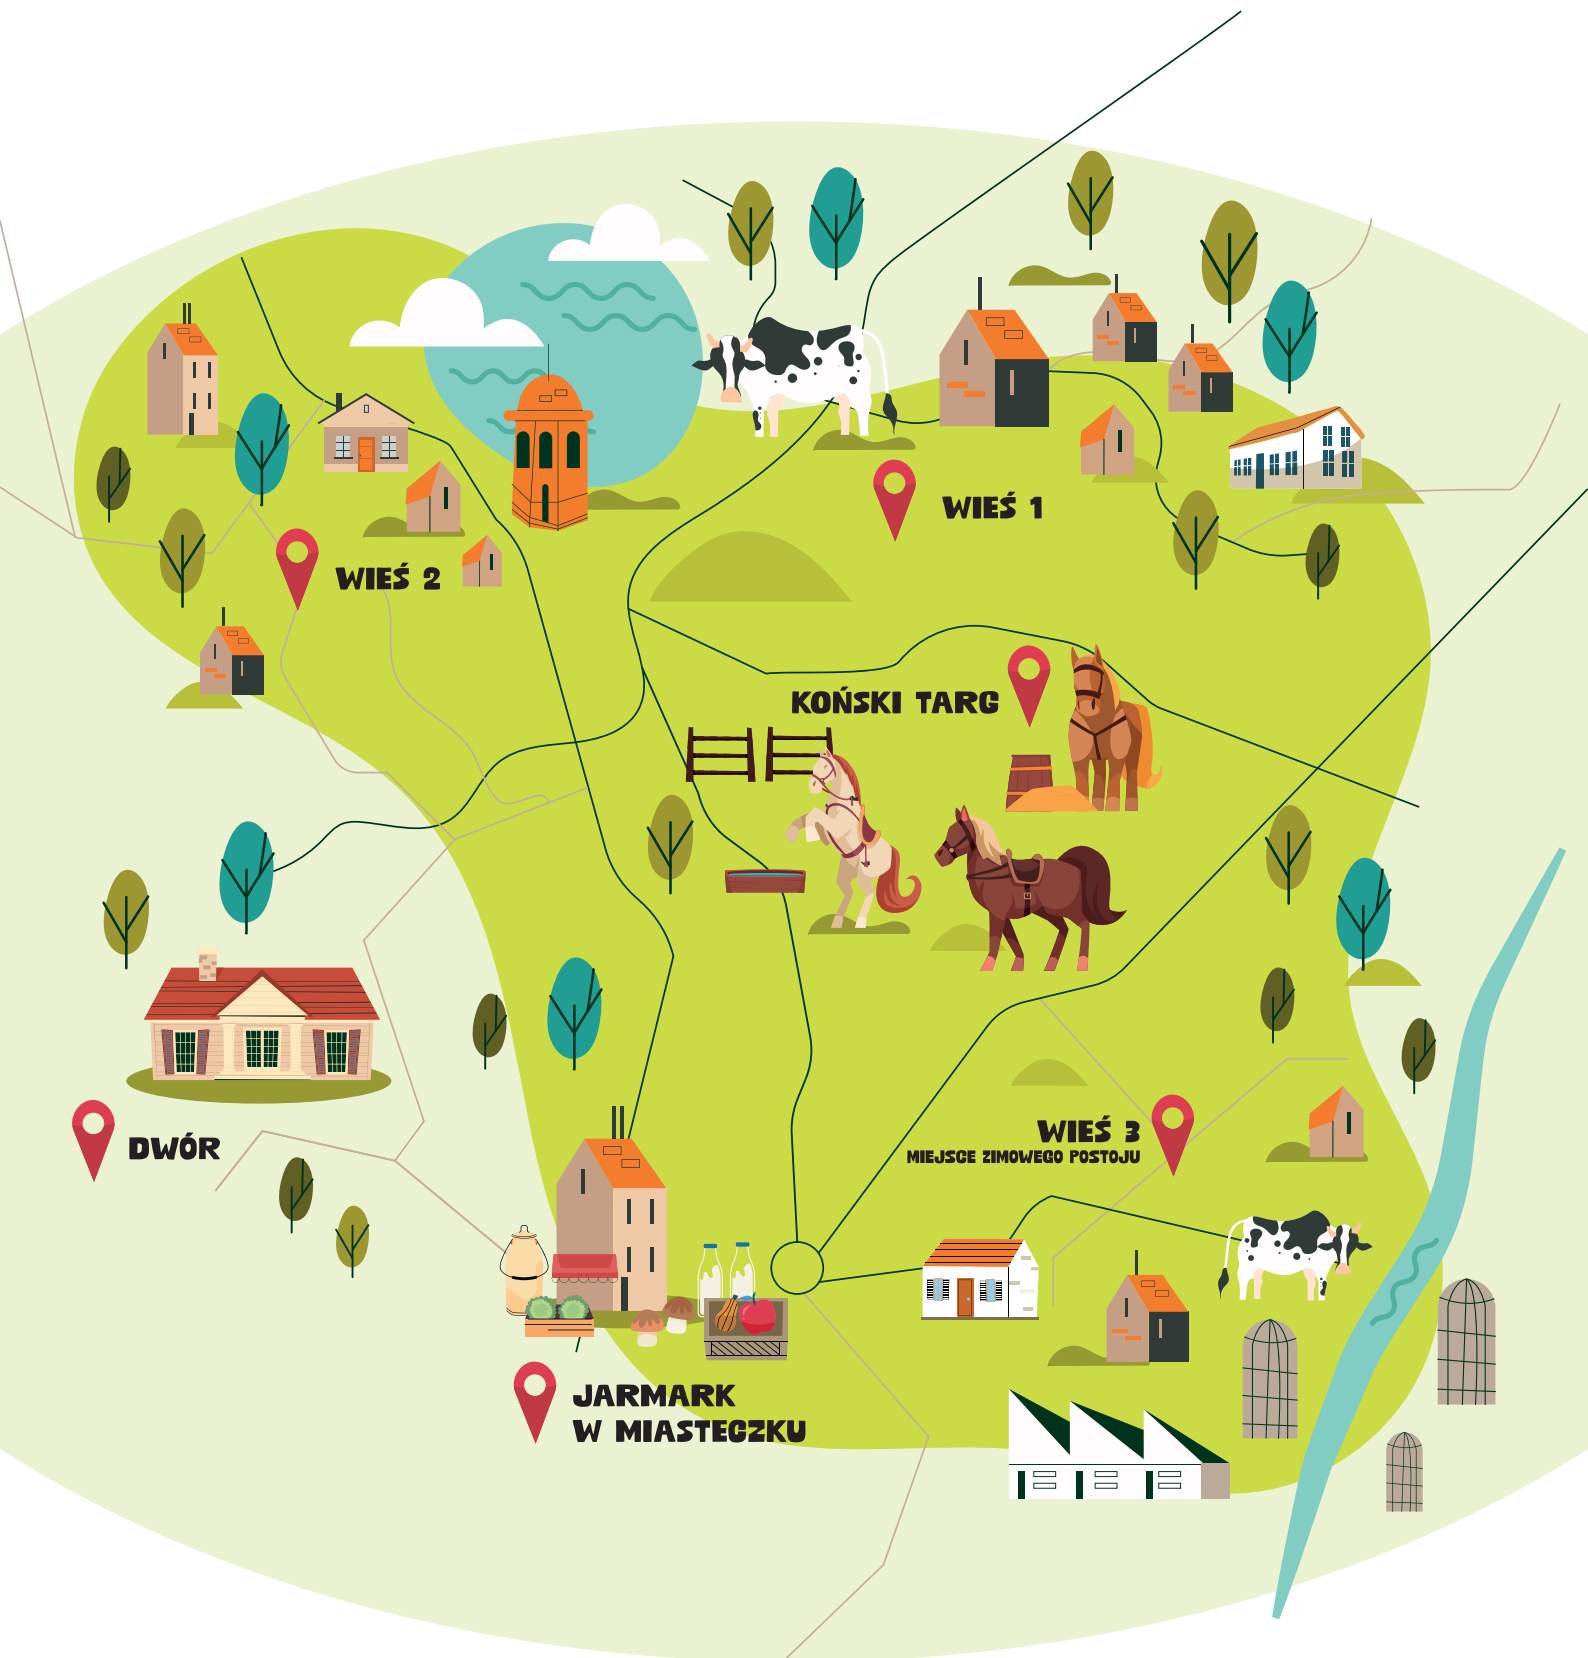 WIEŚ 1
WIEŚ 2
KOŃSKI TARG
WIEŚ 3
MIEJSCE ZIMOWEGO POSTOJU
DWÓR
JARMARK
W MIASTECZKU